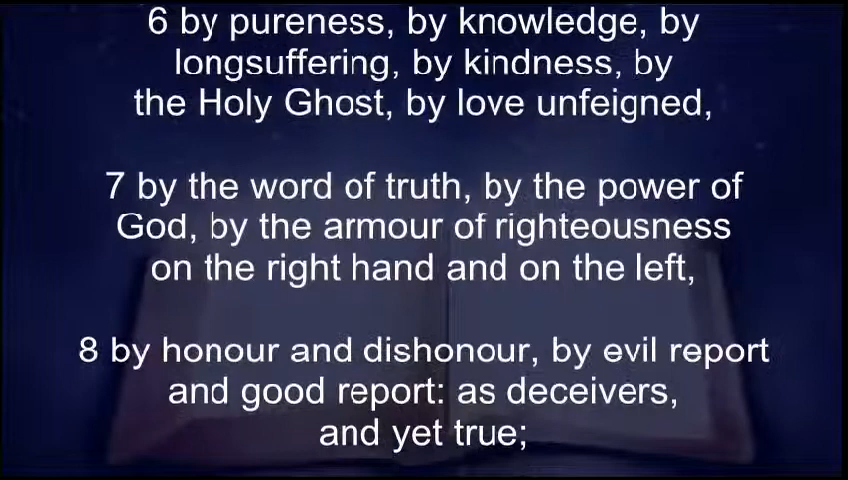 6 by pureness, by knowledge, by
longsuffering, by kindness, by
the Holy Ghost, by love unfeigned,
7 by the word of truth, by the power of
God, by the armour of righteousness
on the right hand and on the left,
8 by honour and dishonour, by evil report
and good report: as deceivers,
and yet true;